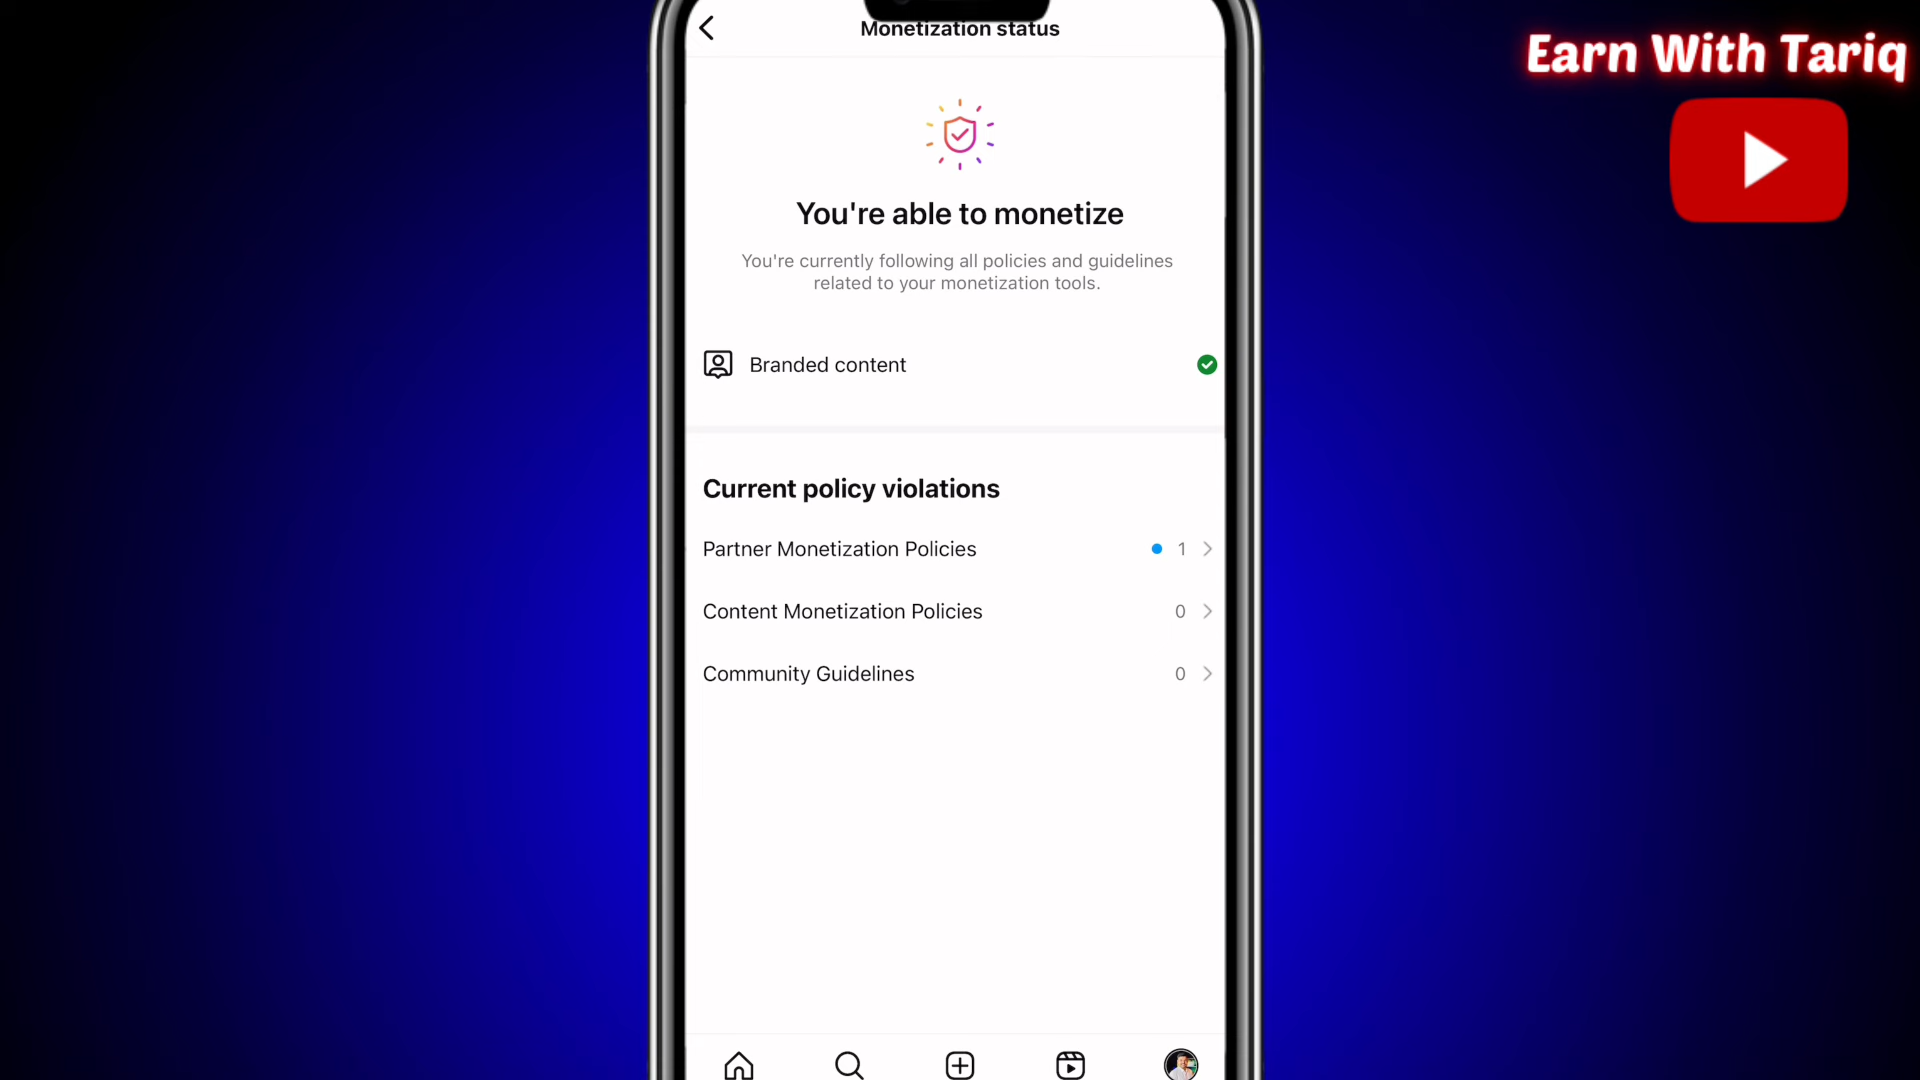 Monetization status
Earn With Tariq
You're able to monetize
You're currently following all policies and guidelines
related to your monetization tools.
Branded content
Current policy violations
Partner Monetization Policies 1
Content Monetization Policies 0
Community Guidelines 0